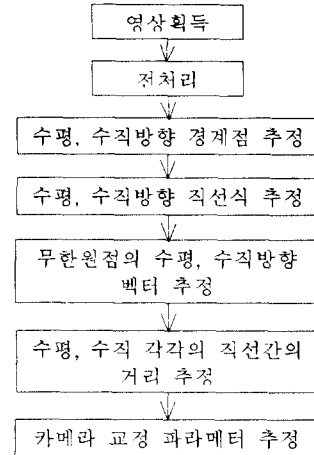 영상획득
전처리
수평, 수직방향 경계점 추정
수평, 수직방향 직선식 추정
무한원점의 수평, 수직방향
벡터 추정
수평, 수직 각각의 직선간의
거리 추정
카메라 교정 파라메터 추정